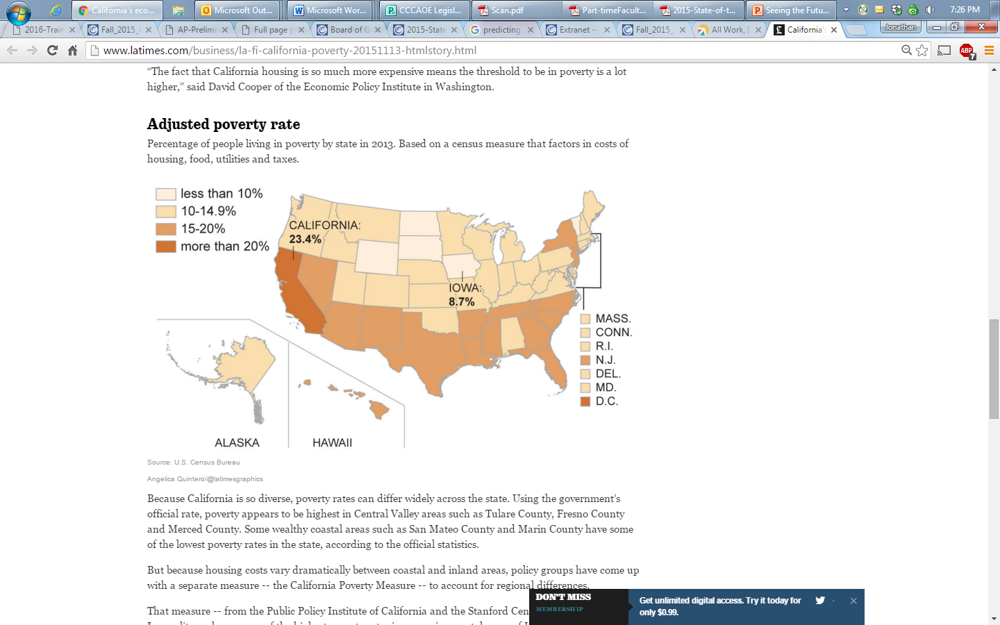 California's eco...
Microsoft Out...
Microsoft Wor...
CCCAOE Legisl...
Scan.pdf
Part-timeFacult...
2015-State-of-t...
Seeing the Futu...
7:26 PM
2016-Train
Fall_2015_
AP-Prelim
Full page
Board of G
2015-State
predicting
Extranet --
Fall_2015_
All Work,
California's
Jonathan
www.latimes.com/business/la-fi-california-poverty-20151113-htmlstory.html
ABP
7
“The fact that California housing is so much more expensive means the threshold to be in poverty is a lot
higher,” said David Cooper of the Economic Policy Institute in Washington.
Adjusted poverty rate
Percentage of people living in poverty by state in 2013. Based on a census measure that factors in costs of
housing, food, utilities and taxes.
less than 10%
10-14.9%
15-20%
more than 20%
CALIFORNIA:
23.4%
IOWA:
8.7%
MASS.
CONN.
R.I.
N.J.
DEL.
MD.
D.C.
ALASKA
HAWAII
Source: U.S. Census Bureau
Angelica Quintero/@latimesgraphics
Because California is so diverse, poverty rates can differ widely across the state. Using the government’s
official rate, poverty appears to be highest in Central Valley areas such as Tulare County, Fresno County
and Merced County. Some wealthy coastal areas such as San Mateo County and Marin County have some
of the lowest poverty rates in the state, according to the official statistics.
But because housing costs vary dramatically between coastal and inland areas, policy groups have come up
with a separate measure -- the California Poverty Measure -- to account for regional differences.
That measure -- from the Public Policy Institute of California and the Stanford Cen
DON'T MISS
MEMBERSHIP
Get unlimited digital access. Try it today for
only $0.99.